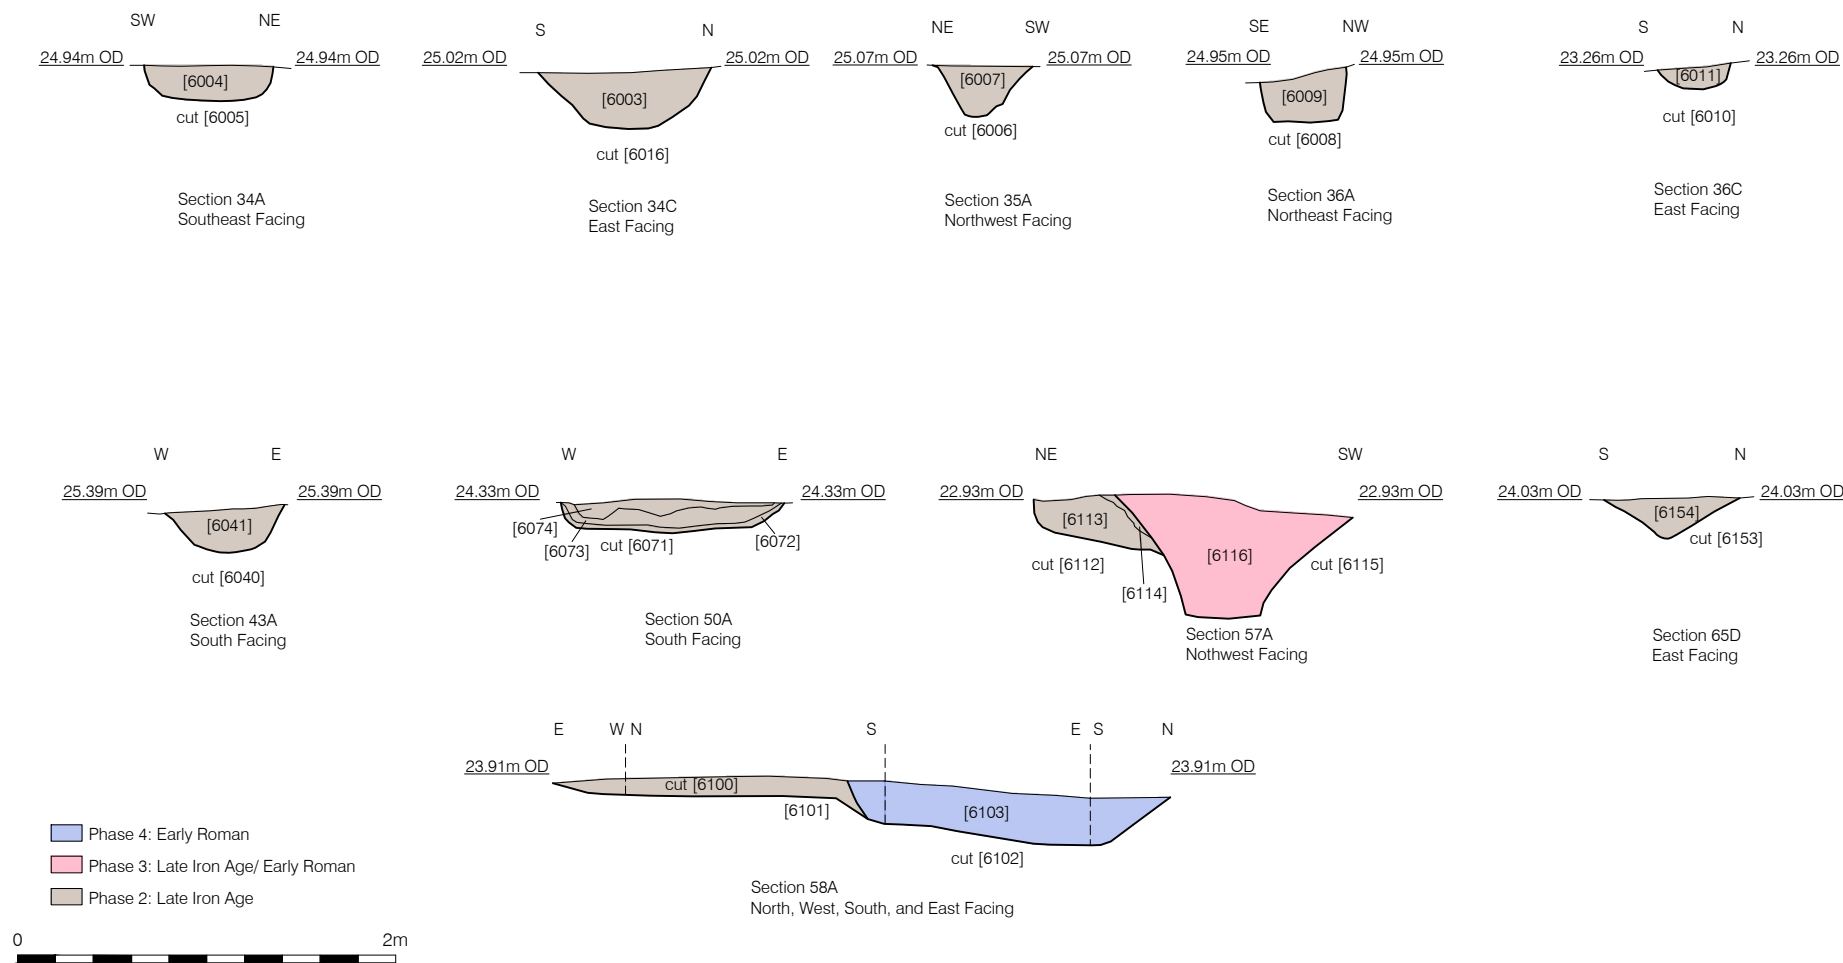 SW NE
24.94m OD 24.94m OD
[6004]
cut [6005]
Section 34A
Southeast Facing
S N
25.02m OD 25.02m OD
[6003]
cut [6016]
Section 34C
East Facing
NE SW
25.07m OD 25.07m OD
[6007]
cut [6006]
Section 35A
Northwest Facing
SE NW
24.95m OD 24.95m OD
[6009]
cut [6008]
Section 36A
Northeast Facing
S N
23.26m OD 23.26m OD
[6011]
cut [6010]
Section 36C
East Facing
W E
25.39m OD 25.39m OD
[6041]
cut [6040]
Section 43A
South Facing
W E
24.33m OD 24.33m OD
[6074]
[6073] cut [6071] [6072]
Section 50A
South Facing
NE SW
22.93m OD 22.93m OD
[6113]
[6116]
cut [6112] cut [6115]
[6114]
Section 57A
Nothwest Facing
S N
24.03m OD 24.03m OD
[6154]
cut [6153]
Section 65D
East Facing
E W N S E S N
23.91m OD 23.91m OD
cut [6100]
[6101] [6103]
cut [6102]
Section 58A
North, West, South, and East Facing
Phase 4: Early Roman
Phase 3: Late Iron Age/ Early Roman
Phase 2: Late Iron Age
0 2m